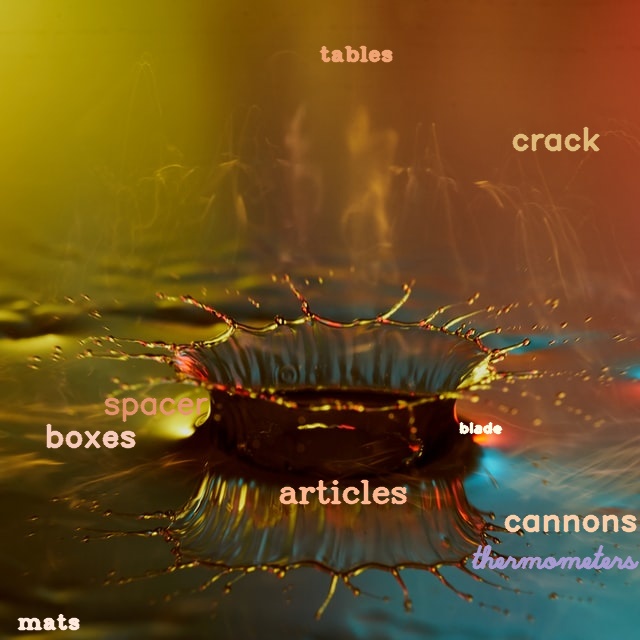 tables
crack
spacer
blade
boxes
articles
cannons
thermometers
mats